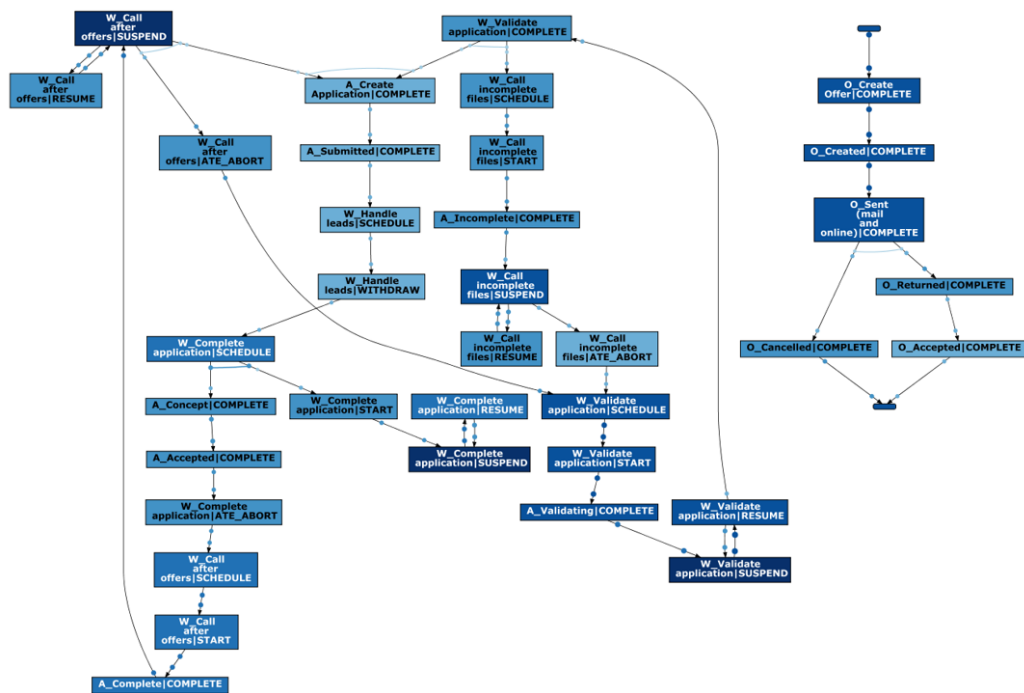 W_Call
after
offers|SUSPEND
W_Validate
application|COMPLETE
W_Call
after
offers|RESUME
A_Create
Application|COMPLETE
W_Call
incomplete
files|SCHEDULE
O_Create
Offer|COMPLETE
W_Call
after
offers|ATE_ABORT
A_Submitted|COMPLETE
W_Call
incomplete
files|START
O_Created|COMPLETE
W_Handle
leads|SCHEDULE
A_Incomplete|COMPLETE
O_Sent
(mail
and
online)|COMPLETE
W_Handle
leads|WITHDRAW
W_Call
incomplete
files|SUSPEND
O_Returned|COMPLETE
W_Complete
application|SCHEDULE
W_Call
incomplete
files|RESUME
W_Call
incomplete
files|ATE_ABORT
O_Cancelled|COMPLETE
O_Accepted|COMPLETE
A_Concept|COMPLETE
W_Complete
application|START
W_Complete
application|RESUME
W_Validate
application|SCHEDULE
A_Accepted|COMPLETE
W_Complete
application|SUSPEND
W_Validate
application|START
W_Complete
application|ATE_ABORT
A_Validating|COMPLETE
W_Validate
application|RESUME
W_Call
after
offers|SCHEDULE
W_Validate
application|SUSPEND
W_Call
after
offers|START
A_Complete|COMPLETE